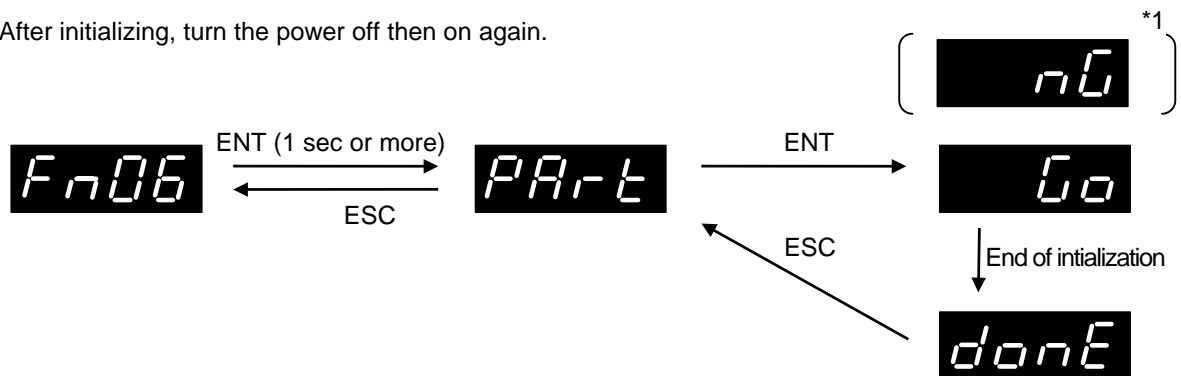 After initializing, turn the power off then on again.
*1
nG
ENT (1 sec or more)
ENT
Fn06
PArt
Go
ESC
ESC
End of intialization
donE